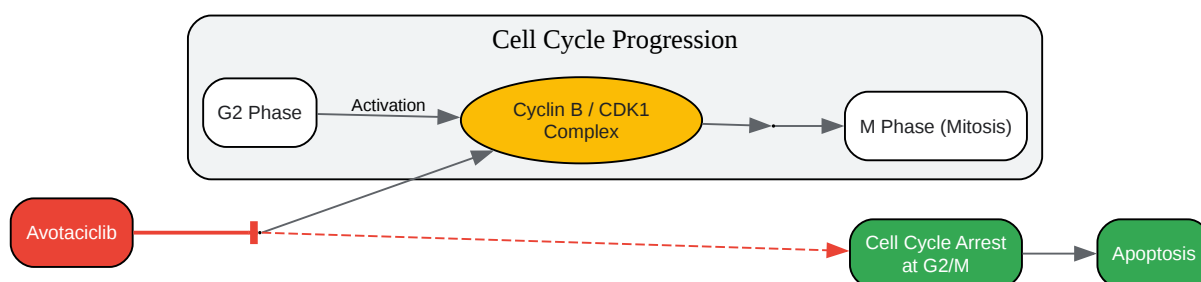 Cell Cycle Progression
G2 Phase
Activation
Cyclin B / CDK1
Complex
M Phase (Mitosis)
Avotaciclib
Cell Cycle Arrest
at G2/M
Apoptosis